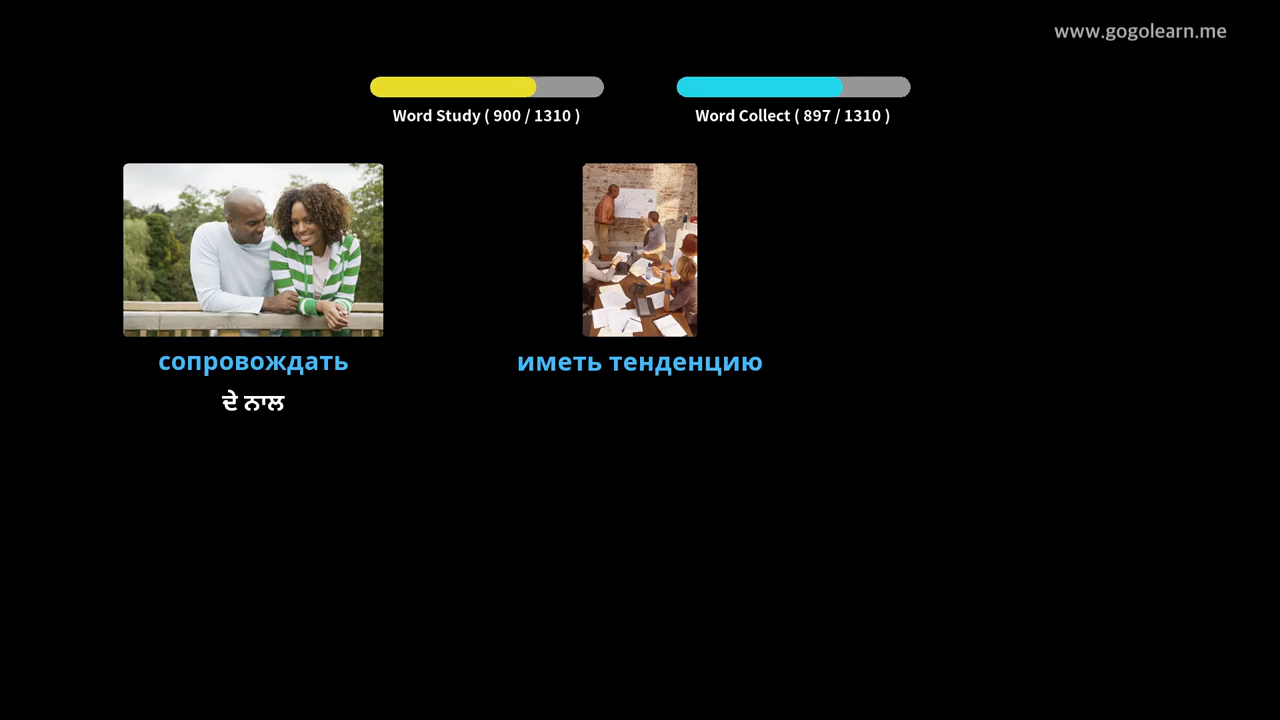 www.gogolearn.me
Word Study ( 900 / 1310 )
Word Collect ( 897 / 1310 )
сопровождать
иметь тенденцию
ਦੇ ਨਾਲ